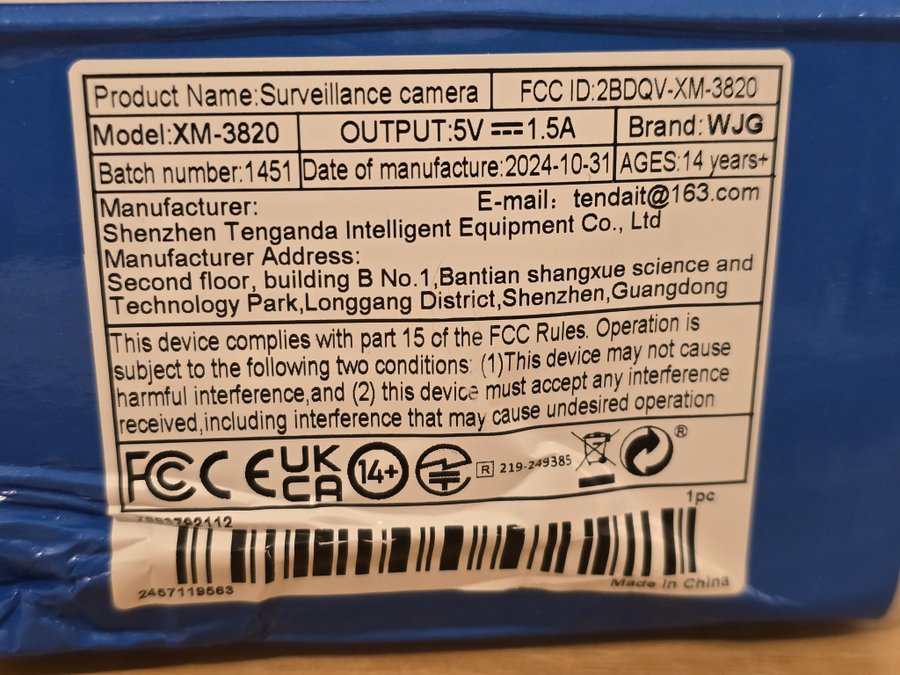 Product Name:Surveillance camera FCC ID:2BDQV-XM-3820
Model:XM-3820 OUTPUT:5V ⎓ 1.5A Brand: WJG
Batch number:1451 Date of manufacture:2024-10-31 AGES:14 years+
Manufacturer: E-mail: tendait@163.com
Shenzhen Tenganda Intelligent Equipment Co., Ltd
Manufacturer Address:
Second floor, building B No.1,Bantian shangxue science and
Technology Park,Longgang District,Shenzhen,Guangdong
This device complies with part 15 of the FCC Rules. Operation is
subject to the following two conditions: (1)This device may not cause
harmful interference,and (2) this device must accept any interference
received,including interference that may cause undesired operation
FCC CE UKCA 14+ R 219-249385 ®
1pc
2457119563 Made in China